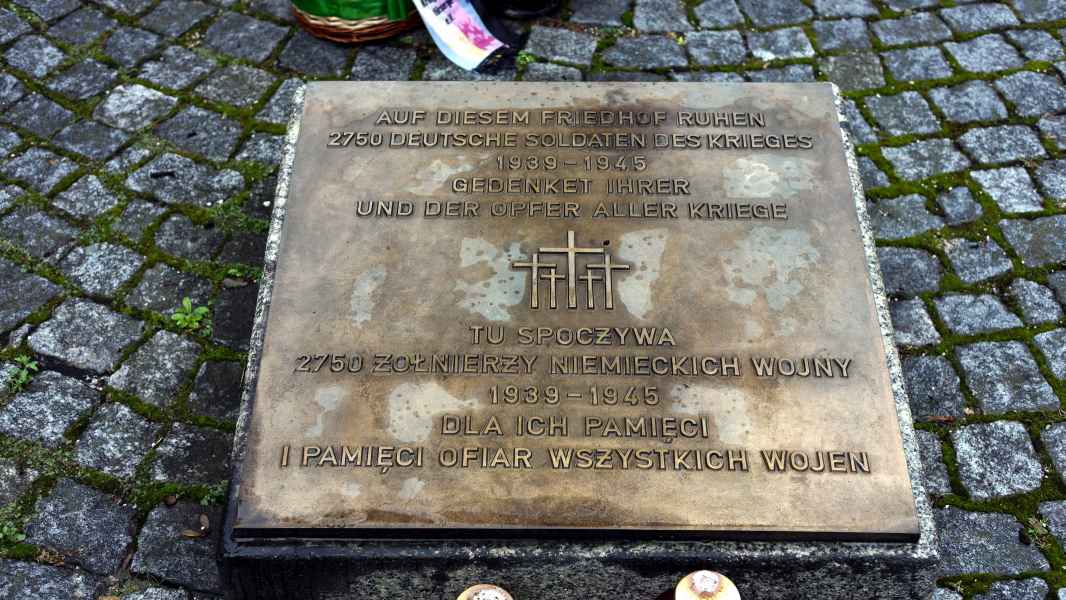 AUF DIESEM FRIEDHOF RUHEN
2750 DEUTSCHE SOLDATEN DES KRIEGES
1939-1945
GEDENKET IHRER
UND DER OPFER ALLER KRIEGE
TU SPOCZYWA
2750 ŻOŁNIERZY NIEMIECKICH WOJNY
1939-1945
DLA ICH PAMIĘCI
I PAMIĘCI OFIAR WSZYSTKICH WOJEN